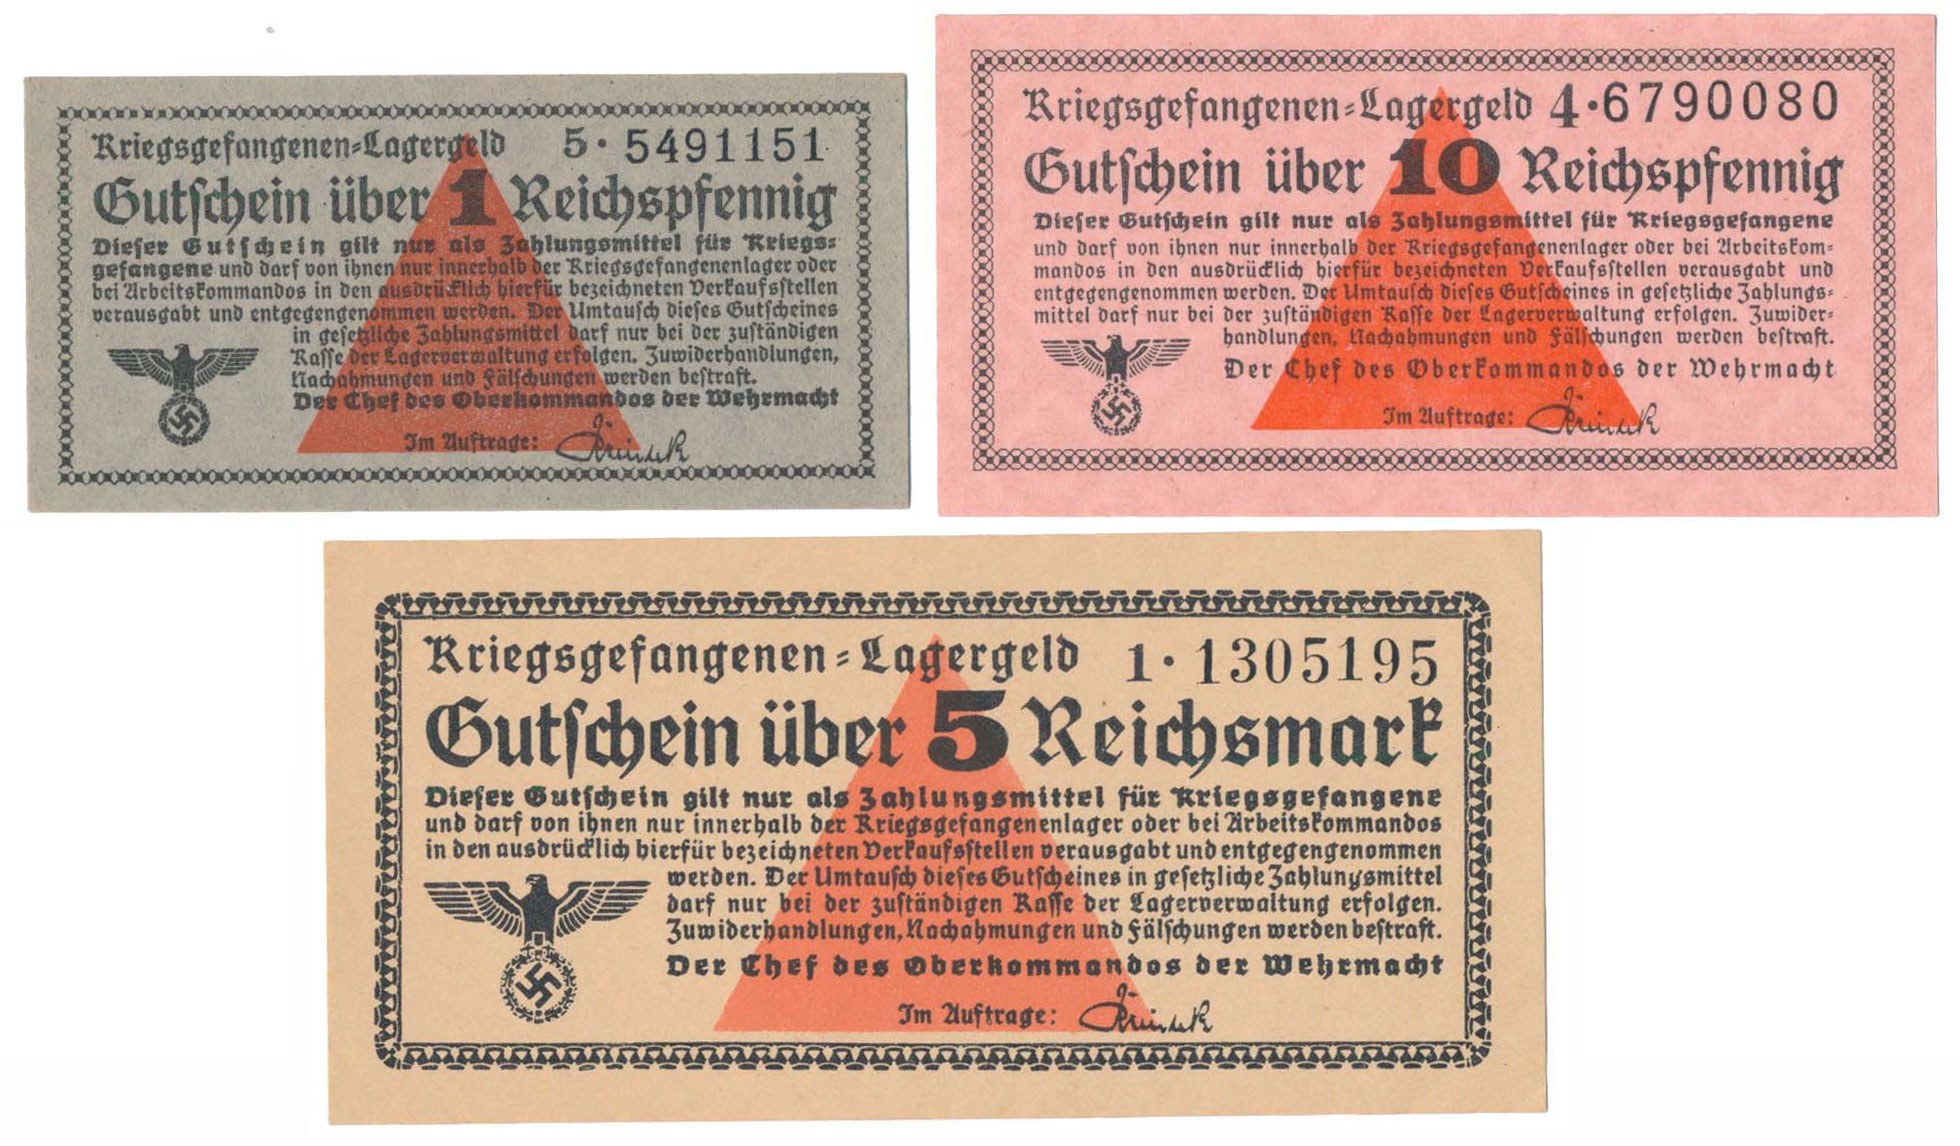 Kriegsgefangenen=Lagergeld 5·5491151
Gutschein über 1 Reichspfennig
Dieser Gutschein gilt nur als Zahlungsmittel für Kriegs=
gefangene und darf von ihnen nur innerhalb der Kriegsgefangenenlager oder
bei Arbeitskommandos in den ausdrücklich hierfür bezeichneten Verkaufsstellen
verausgabt und entgegengenommen werden. Der Umtausch dieses Gutscheines
in gesetzliche Zahlungsmittel darf nur bei der zuständigen
Kasse der Lagerverwaltung erfolgen. Zuwiderhandlungen,
Nachahmungen und Fälschungen werden bestraft.
Der Chef des Oberkommandos der Wehrmacht
Im Auftrage:
Kriegsgefangenen=Lagergeld 4·6790080
Gutschein über 10 Reichspfennig
Dieser Gutschein gilt nur als Zahlungsmittel für Kriegsgefangene
und darf von ihnen nur innerhalb der Kriegsgefangenenlager oder bei Arbeitskom=
mandos in den ausdrücklich hierfür bezeichneten Verkaufsstellen verausgabt und
entgegengenommen werden. Der Umtausch dieses Gutscheines in gesetzliche Zahlungs=
mittel darf nur bei der zuständigen Kasse der Lagerverwaltung erfolgen. Zuwider=
handlungen, Nachahmungen und Fälschungen werden bestraft.
Der Chef des Oberkommandos der Wehrmacht
Im Auftrage:
Kriegsgefangenen=Lagergeld 1·1305195
Gutschein über 5 Reichsmark
Dieser Gutschein gilt nur als Zahlungsmittel für Kriegsgefangene
und darf von ihnen nur innerhalb der Kriegsgefangenenlager oder bei Arbeitskommandos
in den ausdrücklich hierfür bezeichneten Verkaufsstellen verausgabt und entgegengenommen
werden. Der Umtausch dieses Gutscheines in gesetzliche Zahlungsmittel
darf nur bei der zuständigen Kasse der Lagerverwaltung erfolgen.
Zuwiderhandlungen, Nachahmungen und Fälschungen werden bestraft.
Der Chef des Oberkommandos der Wehrmacht
Im Auftrage: